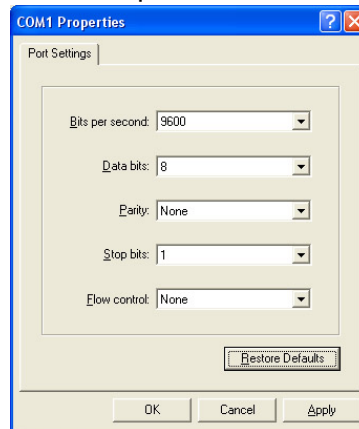 COM1 Properties
Port Settings
Bits per second: 9600
Data bits: 8
Parity: None
Stop bits: 1
Flow control: None
Restore Defaults
OK Cancel Apply